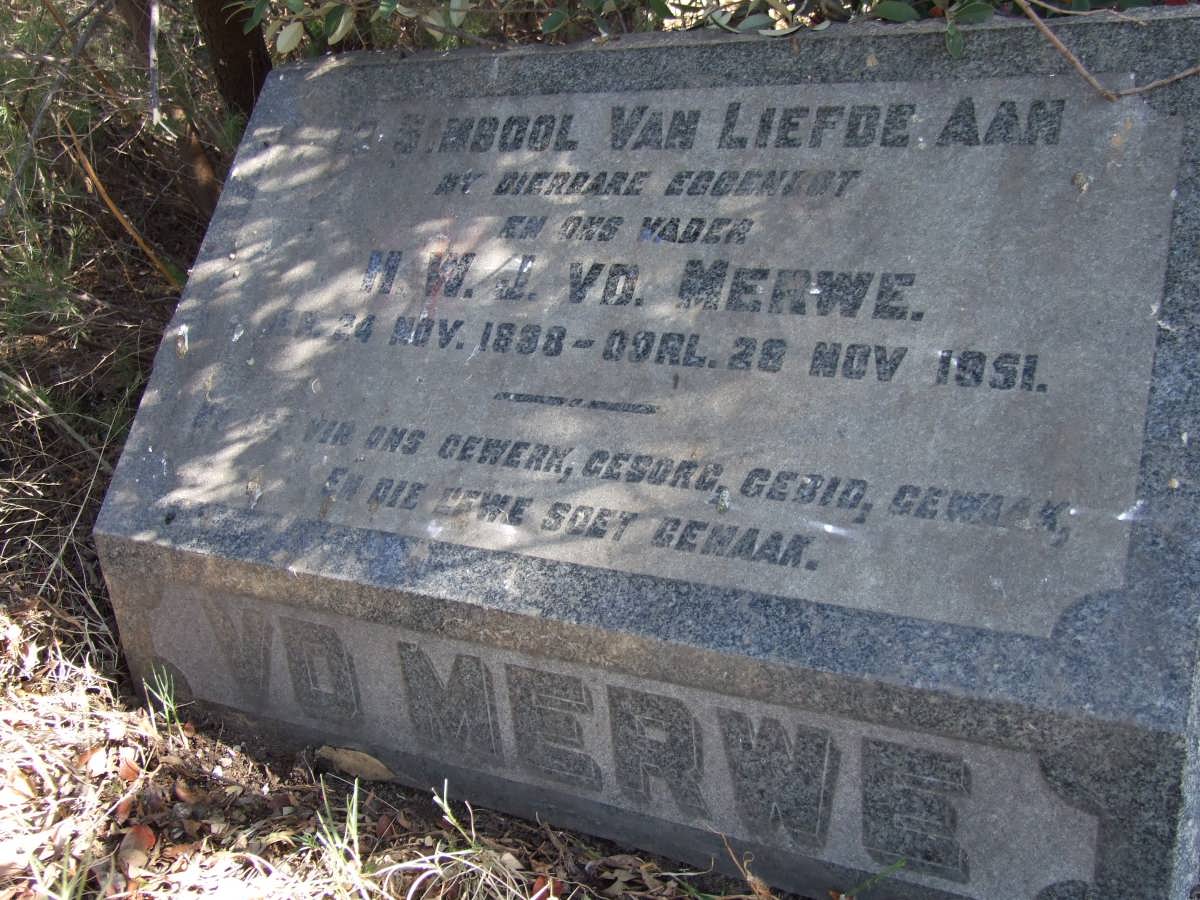 SIMBOOL VAN LIEFDE AAN
MY DIERBARE EGGENOOT
EN ONS VADER
H. W. J. VD. MERWE.
24 NOV. 1898 – OORL. 28 NOV 1951.
VIR ONS GEWERK, GESORG, GEBID, GEWAAK,
EN DIE LEWE SOET GEMAAK.
VD MERWE